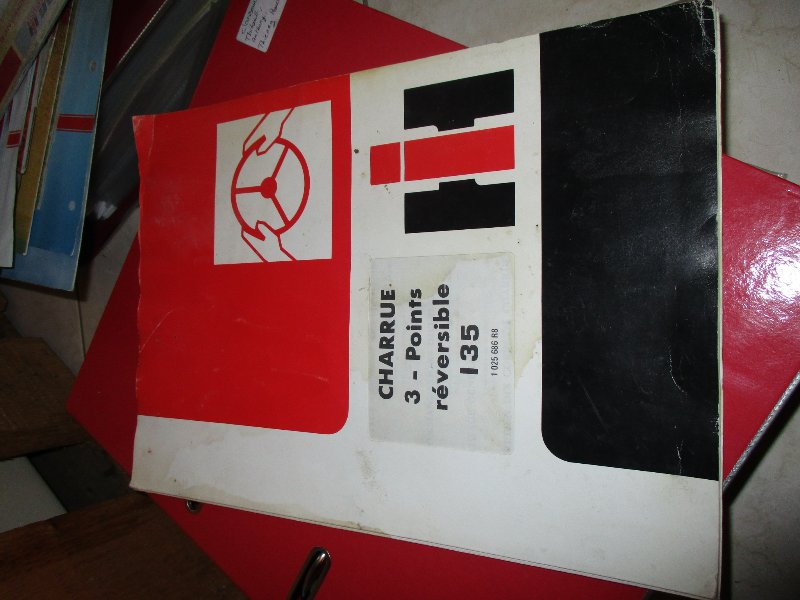 CHARRUE
3 - Points
réversible
135
1 025 686 R8